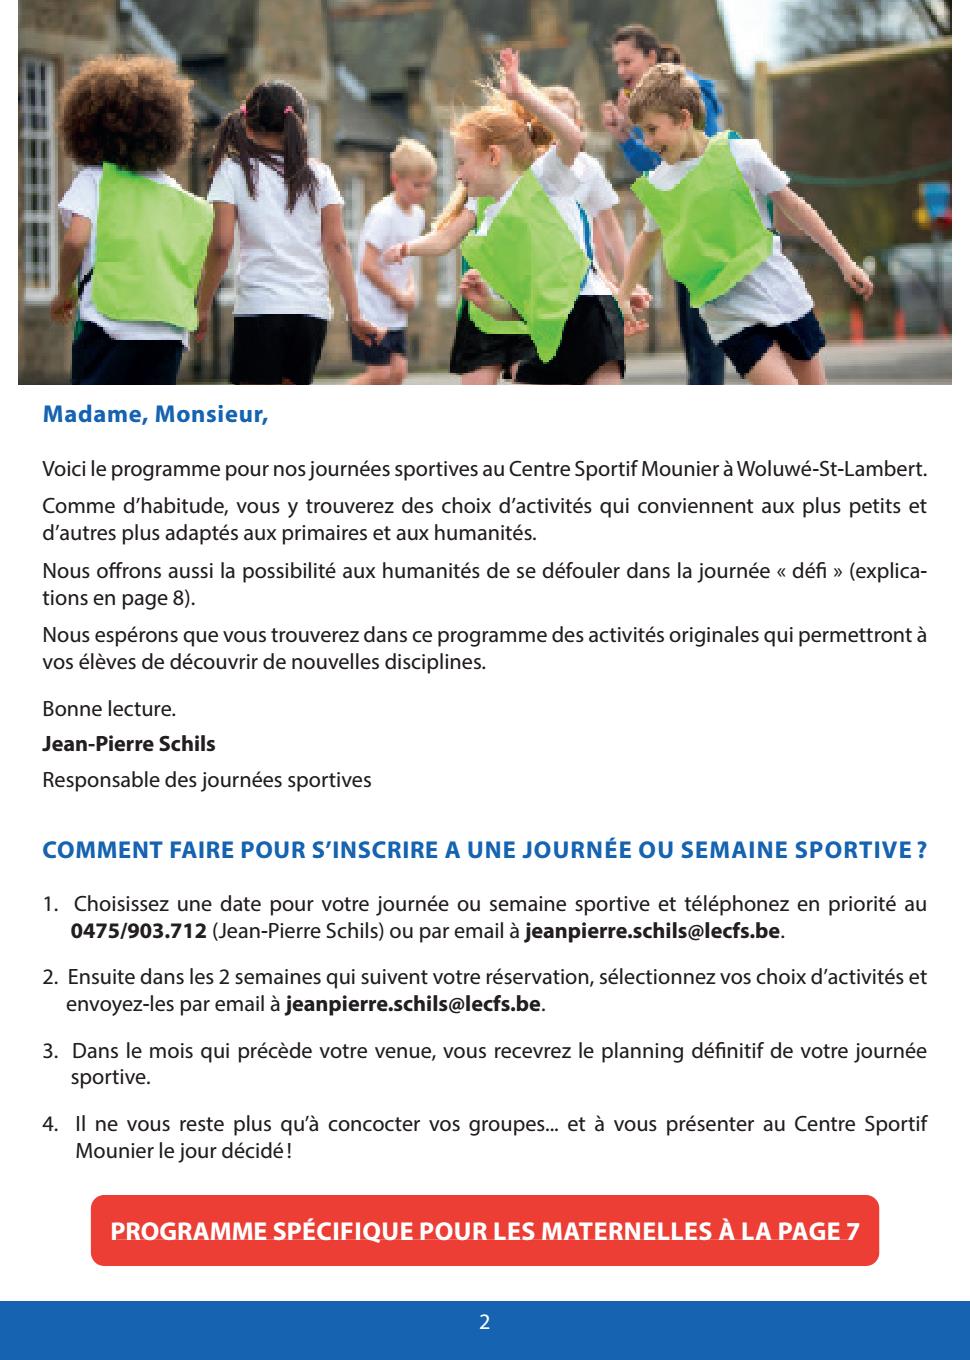 Madame, Monsieur,
Voici le programme pour nos journées sportives au Centre Sportif Mounier à Woluwé-St-Lambert.
Comme d’habitude, vous y trouverez des choix d’activités qui conviennent aux plus petits et
d’autres plus adaptés aux primaires et aux humanités.
Nous offrons aussi la possibilité aux humanités de se défouler dans la journée « défi » (explica-
tions en page 8).
Nous espérons que vous trouverez dans ce programme des activités originales qui permettront à
vos élèves de découvrir de nouvelles disciplines.
Bonne lecture.
Jean-Pierre Schils
Responsable des journées sportives
COMMENT FAIRE POUR S’INSCRIRE A UNE JOURNÉE OU SEMAINE SPORTIVE ?
1. Choisissez une date pour votre journée ou semaine sportive et téléphonez en priorité au
0475/903.712 (Jean-Pierre Schils) ou par email à jeanpierre.schils@lecfs.be.
2. Ensuite dans les 2 semaines qui suivent votre réservation, sélectionnez vos choix d’activités et
envoyez-les par email à jeanpierre.schils@lecfs.be.
3. Dans le mois qui précède votre venue, vous recevrez le planning définitif de votre journée
sportive.
4. Il ne vous reste plus qu’à concocter vos groupes... et à vous présenter au Centre Sportif
Mounier le jour décidé !
PROGRAMME SPÉCIFIQUE POUR LES MATERNELLES À LA PAGE 7
2